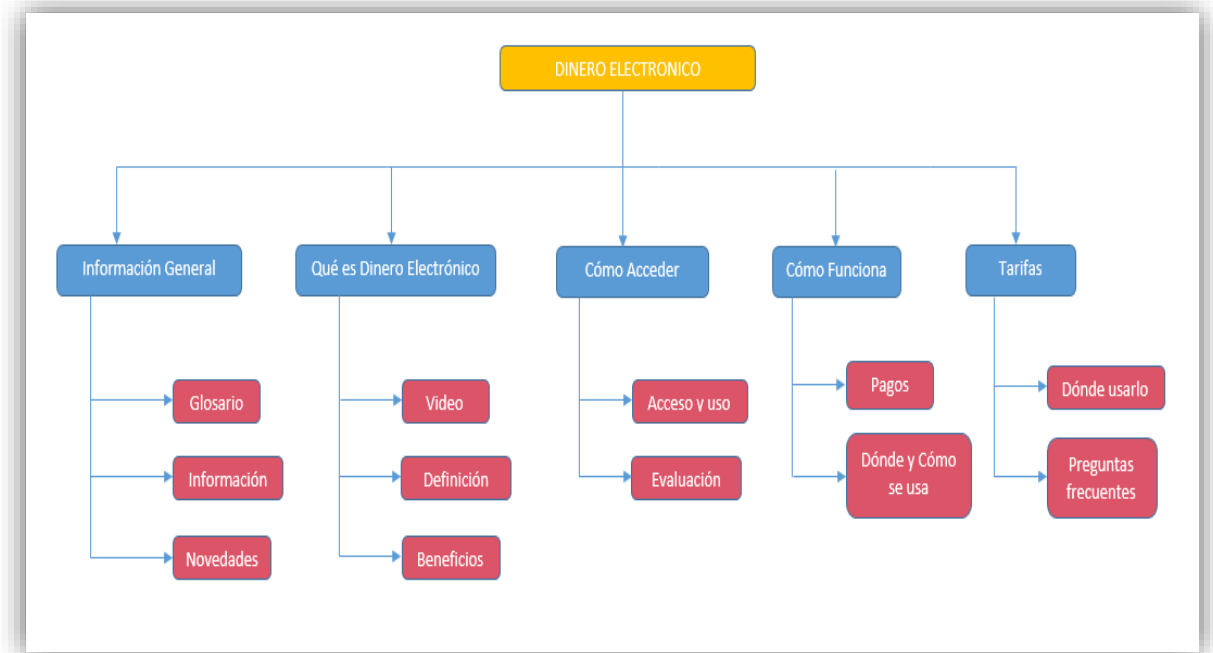 DINERO ELECTRONICO
Información General
Qué es Dinero Electrónico
Cómo Acceder
Cómo Funciona
Tarifas
Glosario
Información
Novedades
Video
Definición
Beneficios
Acceso y uso
Evaluación
Pagos
Dónde y Cómo
se usa
Dónde usarlo
Preguntas
frecuentes